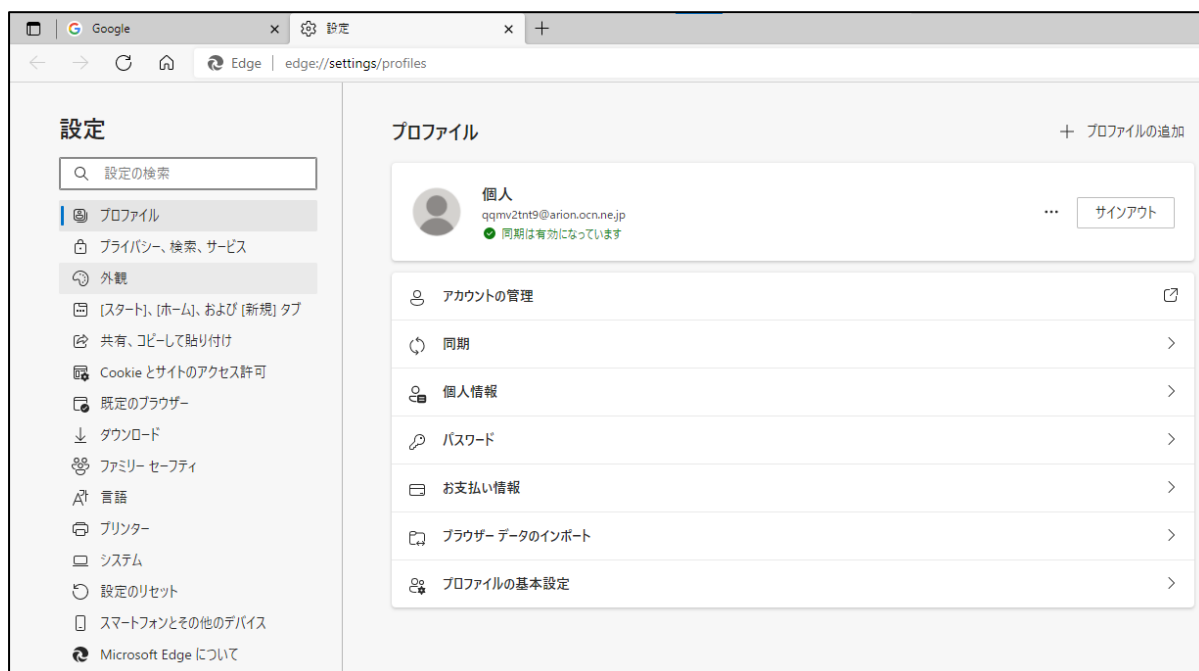 Google
設定
Edge | edge://settings/profiles
設定
設定の検索
プロファイル
プライバシー、検索、サービス
外観
[スタート]、[ホーム]、および [新規] タブ
共有、コピーして貼り付け
Cookie とサイトのアクセス許可
既定のブラウザー
ダウンロード
ファミリー セーフティ
言語
プリンター
システム
設定のリセット
スマートフォンとその他のデバイス
Microsoft Edge について
プロファイル
プロファイルの追加
個人
qqmv2tnt9@arion.ocn.ne.jp
同期は有効になっています
サインアウト
アカウントの管理
同期
個人情報
パスワード
お支払い情報
ブラウザー データのインポート
プロファイルの基本設定